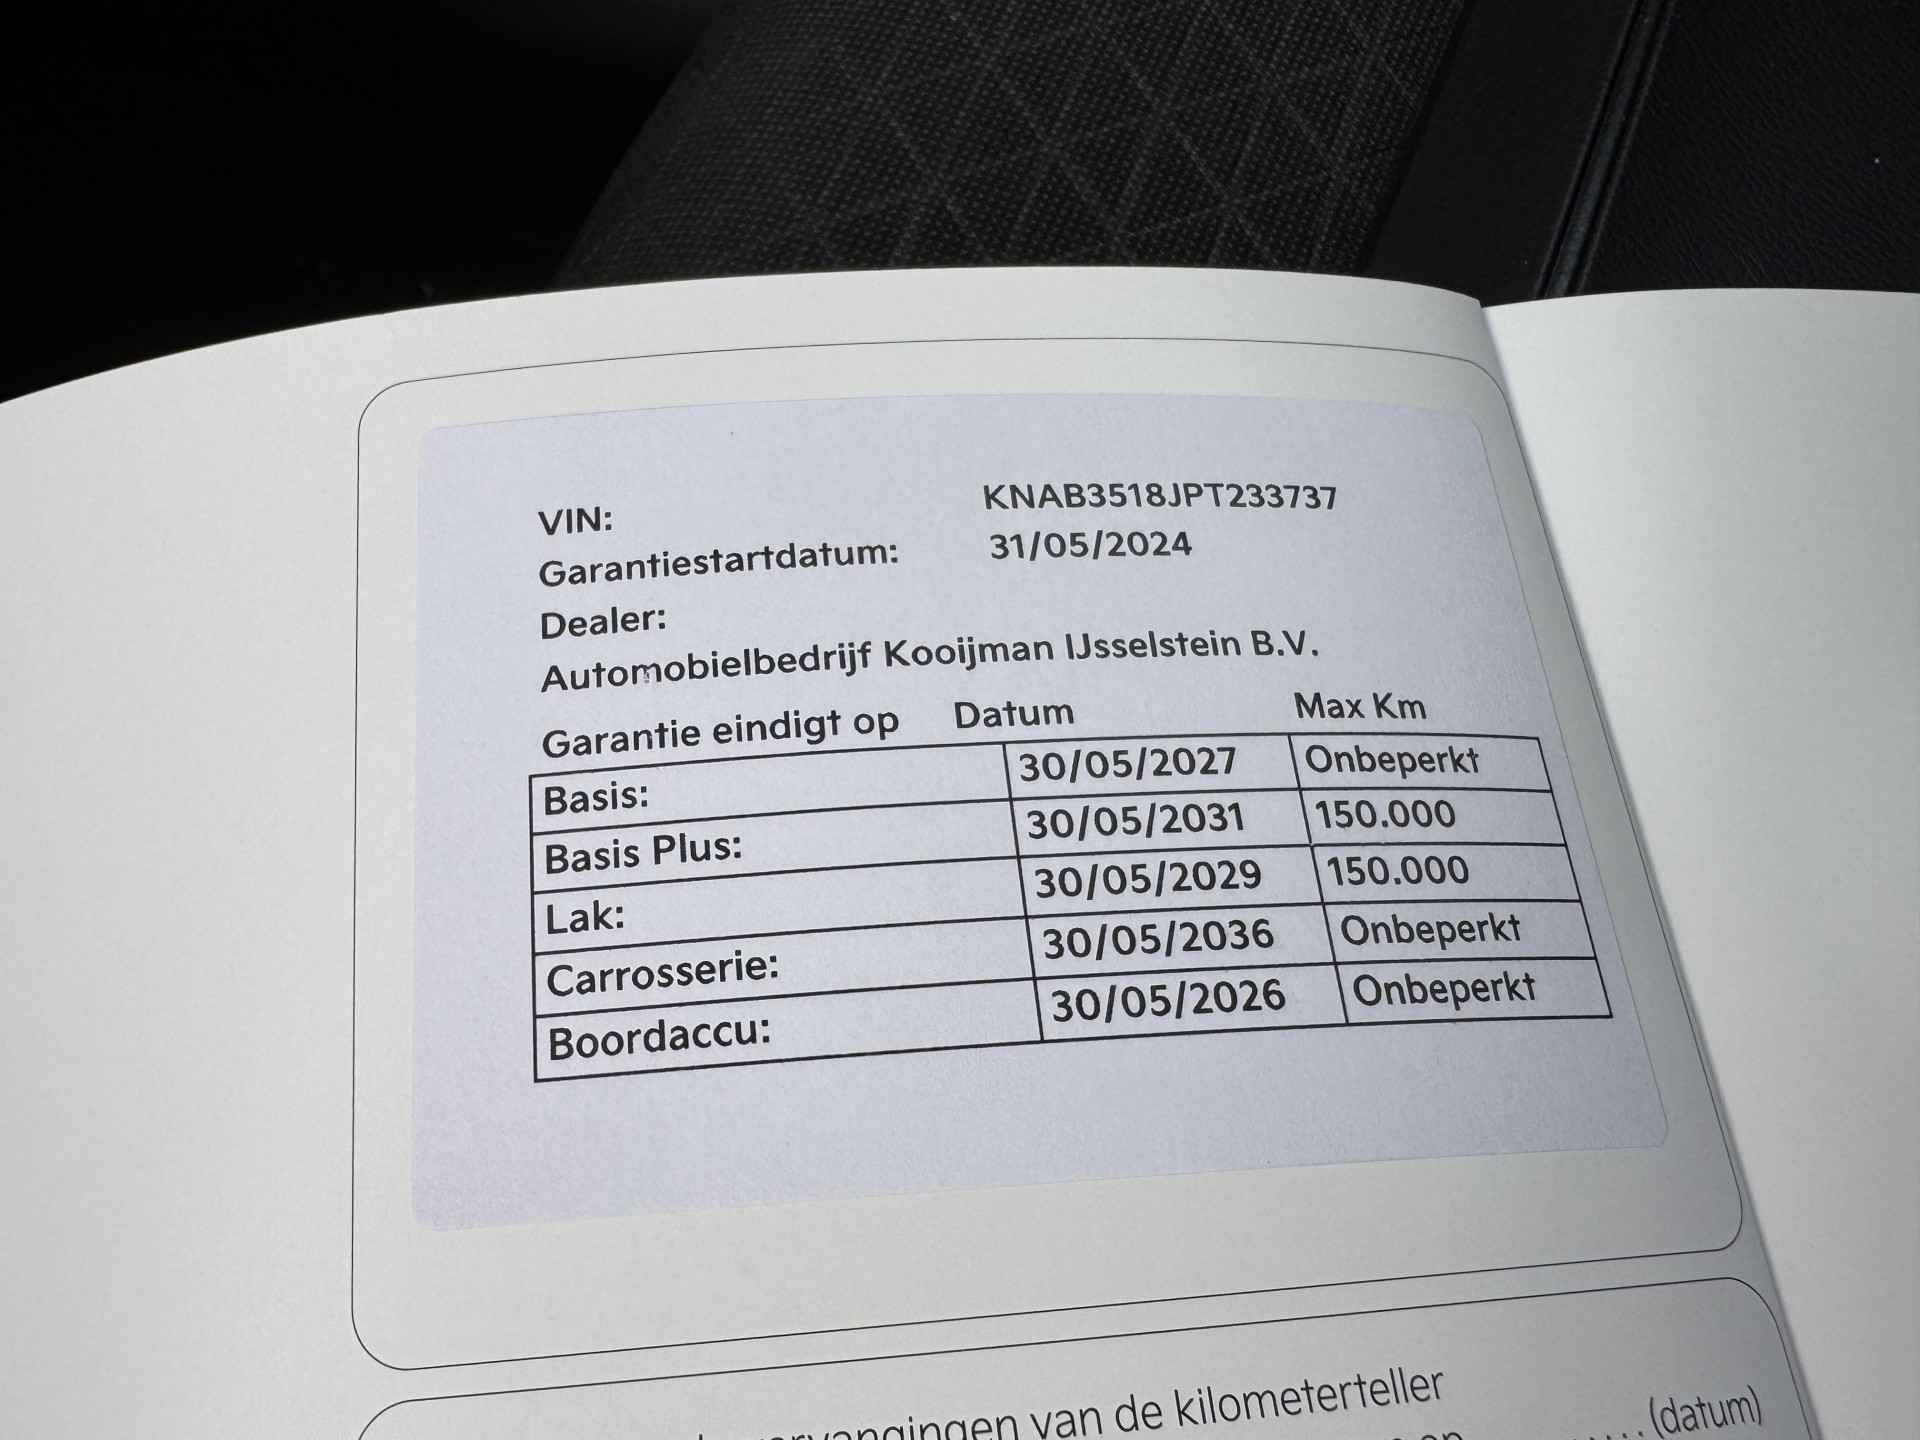 VIN: KNAB3518JPT233737
Garantiestartdatum: 31/05/2024
Dealer:
Automobielbedrijf Kooijman IJsselstein B.V.
Garantie eindigt op Datum Max Km
Basis: 30/05/2027 Onbeperkt
Basis Plus: 30/05/2031 150.000
Lak: 30/05/2029 150.000
Carrosserie: 30/05/2036 Onbeperkt
Boordaccu: 30/05/2026 Onbeperkt
van de kilometerteller
(datum)